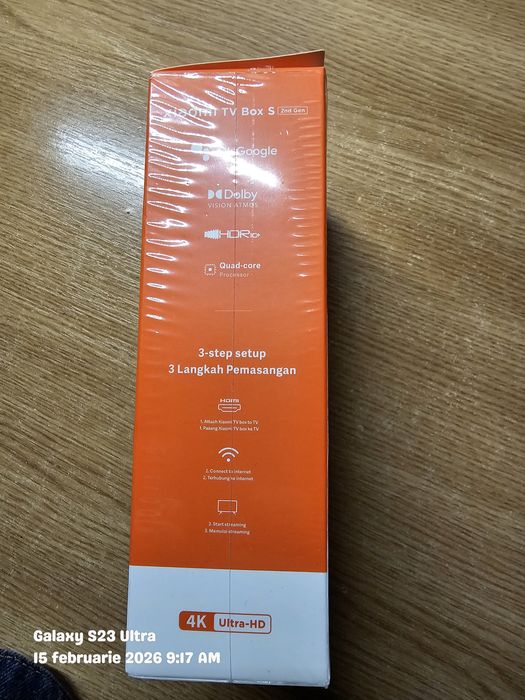 XIAOMI TV Box S 2nd Gen
Google
Dolby
VISION·ATMOS
HDR10+
Quad-core
Processor
3-step setup
3 Langkah Pemasangan
HDMI
1. Attach Xiaomi TV box to TV
1. Pasang Xiaomi TV box ke TV
2. Connect to internet
2. Terhubung ke internet
3. Start streaming
3. Memulai streaming
4K Ultra-HD
Galaxy S23 Ultra
15 februarie 2026 9:17 AM